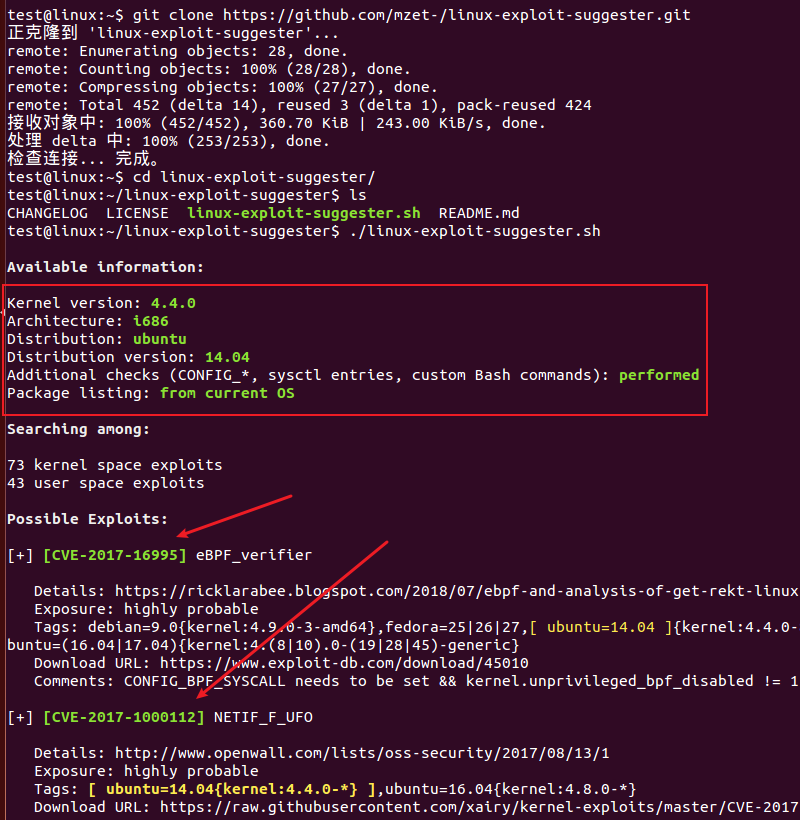 test@linux:~$ git clone https://github.com/mzet-/linux-exploit-suggester.git
正克隆到 'linux-exploit-suggester'...
remote: Enumerating objects: 28, done.
remote: Counting objects: 100% (28/28), done.
remote: Compressing objects: 100% (27/27), done.
remote: Total 452 (delta 14), reused 3 (delta 1), pack-reused 424
接收对象中: 100% (452/452), 360.70 KiB | 243.00 KiB/s, done.
处理 delta 中: 100% (253/253), done.
检查连接... 完成。
test@linux:~$ cd linux-exploit-suggester/
test@linux:~/linux-exploit-suggester$ ls
CHANGELOG  LICENSE  linux-exploit-suggester.sh  README.md
test@linux:~/linux-exploit-suggester$ ./linux-exploit-suggester.sh
Available information:
Kernel version: 4.4.0
Architecture: i686
Distribution: ubuntu
Distribution version: 14.04
Additional checks (CONFIG_*, sysctl entries, custom Bash commands): performed
Package listing: from current OS
Searching among:
73 kernel space exploits
43 user space exploits
Possible Exploits:
[+] [CVE-2017-16995] eBPF_verifier
Details: https://ricklarabee.blogspot.com/2018/07/ebpf-and-analysis-of-get-rekt-linux
Exposure: highly probable
Tags: debian=9.0{kernel:4.9.0-3-amd64},fedora=25|26|27,[ ubuntu=14.04 ]{kernel:4.4.0-
buntu=(16.04|17.04){kernel:4.(8|10).0-(19|28|45)-generic}
Download URL: https://www.exploit-db.com/download/45010
Comments: CONFIG_BPF_SYSCALL needs to be set && kernel.unprivileged_bpf_disabled != 1
[+] [CVE-2017-1000112] NETIF_F_UFO
Details: http://www.openwall.com/lists/oss-security/2017/08/13/1
Exposure: highly probable
Tags: [ ubuntu=14.04{kernel:4.4.0-*} ],ubuntu=16.04{kernel:4.8.0-*}
Download URL: https://raw.githubusercontent.com/xairy/kernel-exploits/master/CVE-2017